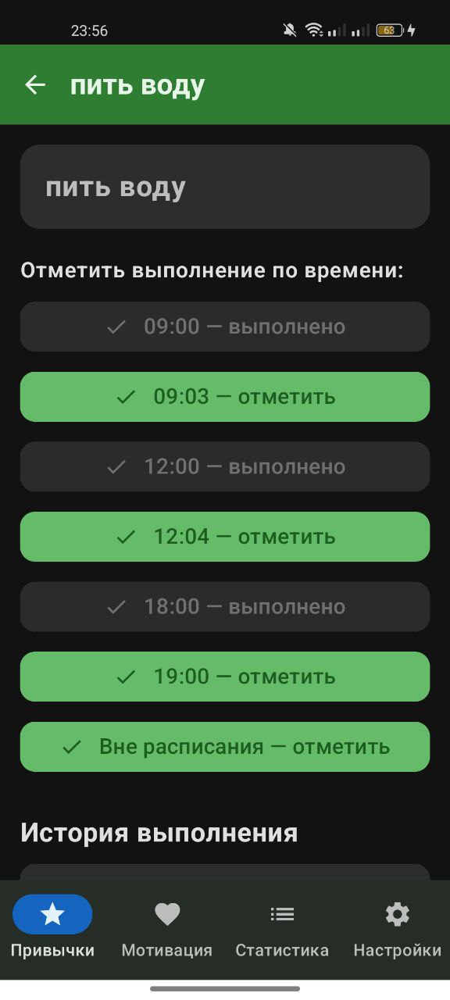 23:56
63
пить воду
пить воду
Отметить выполнение по времени:
09:00 — выполнено
09:03 — отметить
12:00 — выполнено
12:04 — отметить
18:00 — выполнено
19:00 — отметить
Вне расписания — отметить
История выполнения
Привычки Мотивация Статистика Настройки